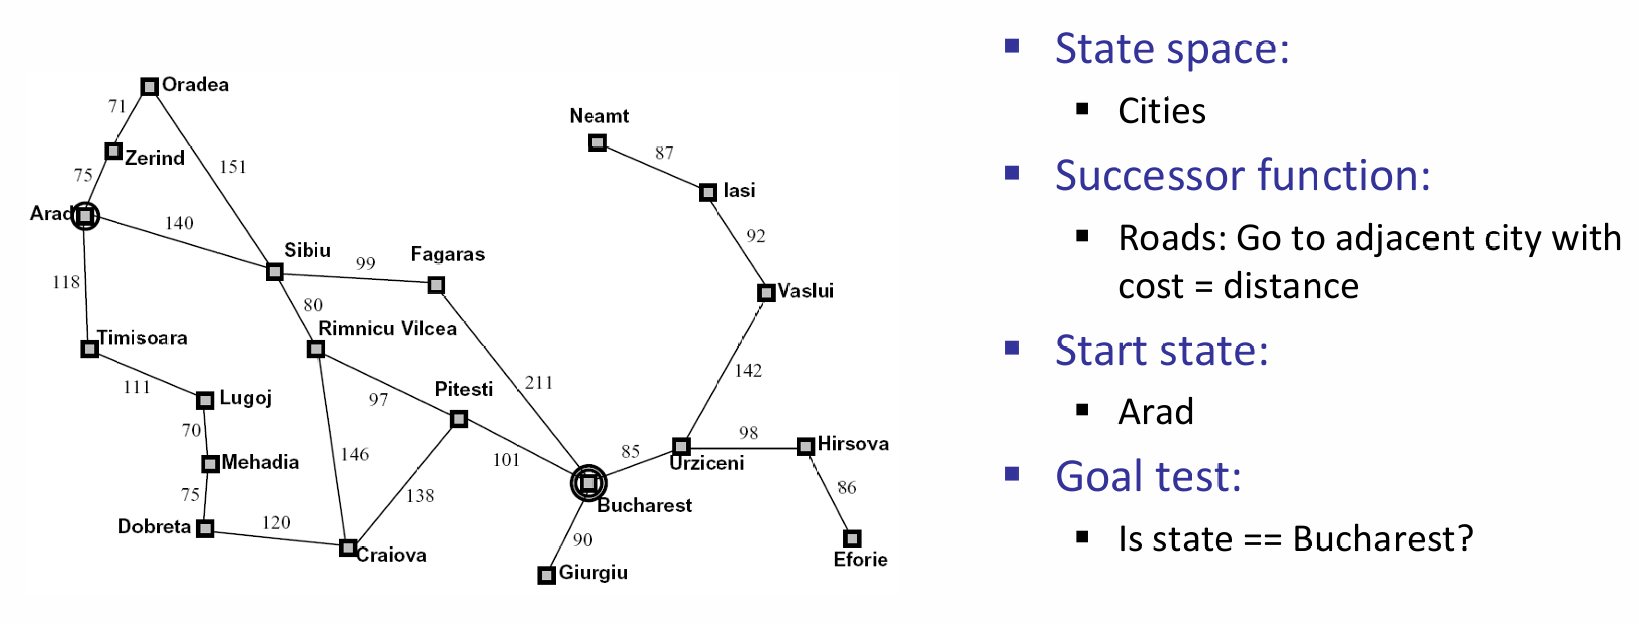 Oradea
71
Neamt
87
Zerind
151
75
Iasi
Arad
140
92
Sibiu
Fagaras
99
118
Vaslui
80
Timisoara
Rimnicu Vilcea
142
111
211
Pitesti
Lugoj
97
70
98
Hirsova
146
85
101
Urziceni
Mehadia
86
75
138
Bucharest
120
Dobreta
90
Craiova
Eforie
Giurgiu
▪ State space:
▪ Cities
▪ Successor function:
▪ Roads: Go to adjacent city with
cost = distance
▪ Start state:
▪ Arad
▪ Goal test:
▪ Is state == Bucharest?